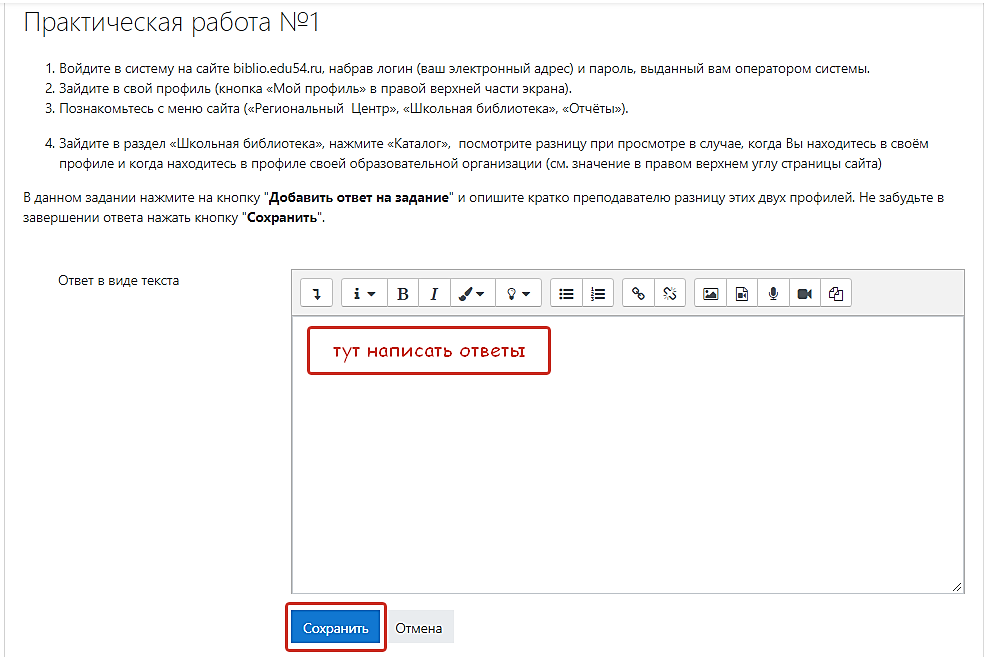 Практическая работа №1
1. Войдите в систему на сайте biblio.edu54.ru, набрав логин (ваш электронный адрес) и пароль, выданный вам оператором системы.
2. Зайдите в свой профиль (кнопка «Мой профиль» в правой верхней части экрана).
3. Познакомьтесь с меню сайта («Региональный Центр», «Школьная библиотека», «Отчёты»).
4. Зайдите в раздел «Школьная библиотека», нажмите «Каталог», посмотрите разницу при просмотре в случае, когда Вы находитесь в своём
профиле и когда находитесь в профиле своей образовательной организации (см. значение в правом верхнем углу страницы сайта)
В данном задании нажмите на кнопку "Добавить ответ на задание" и опишите кратко преподавателю разницу этих двух профилей. Не забудьте в
завершении ответа нажать кнопку "Сохранить".
Ответ в виде текста
B I
тут написать ответы
Сохранить Отмена